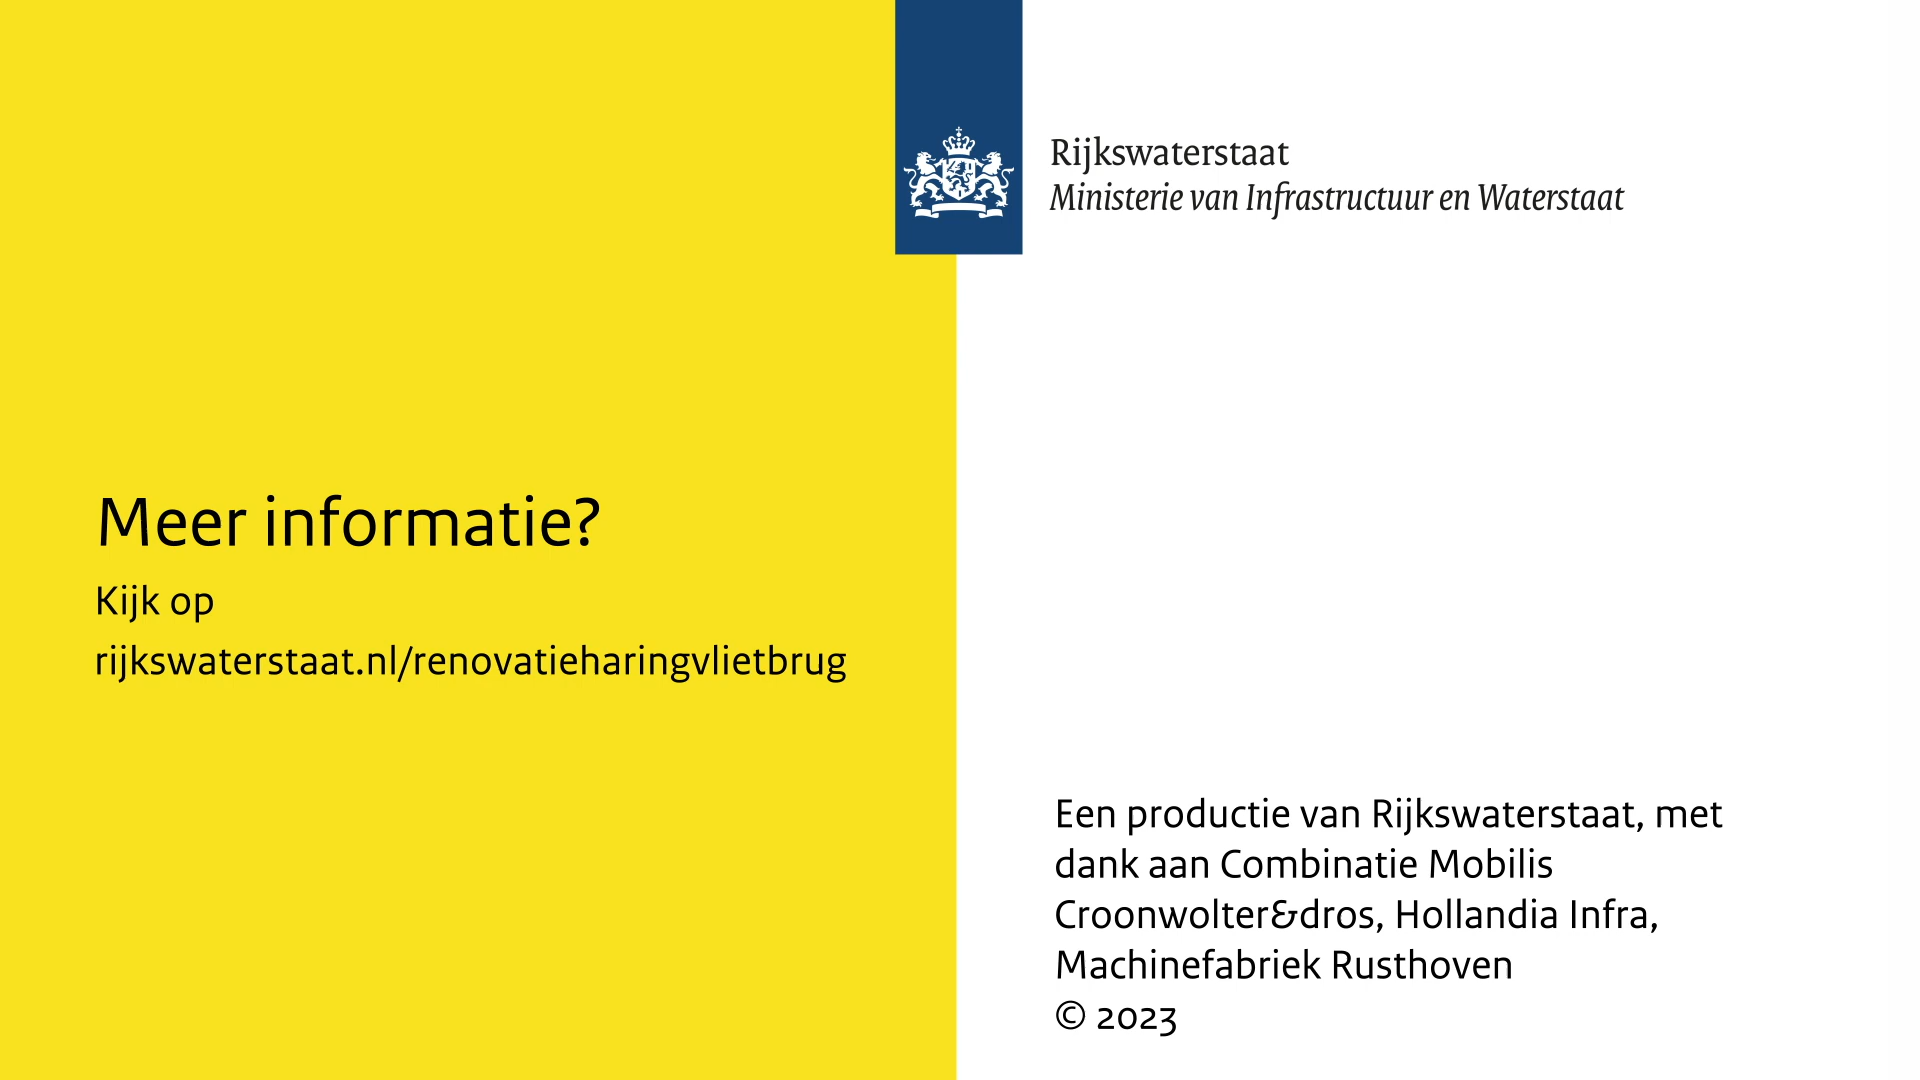 Rijkswaterstaat
Ministerie van Infrastructuur en Waterstaat
Meer informatie?
Kijk op
rijkswaterstaat.nl/renovatieharingvlietbrug
Een productie van Rijkswaterstaat, met
dank aan Combinatie Mobilis
Croonwolter&dros, Hollandia Infra,
Machinefabriek Rusthoven
© 2023